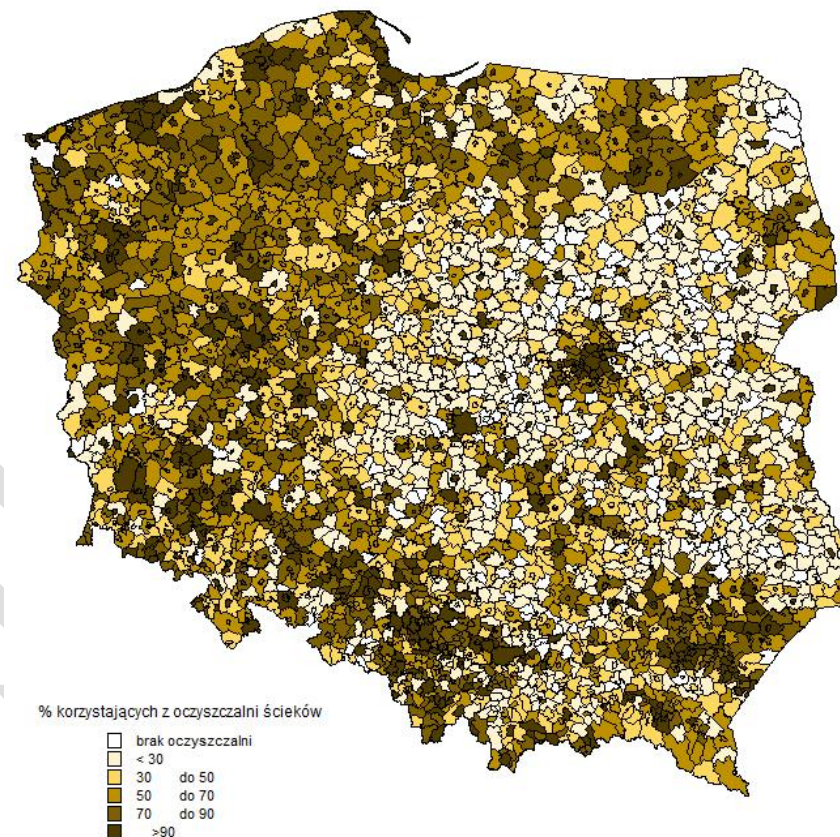 % korzystających z oczyszczalni ścieków
brak oczyszczalni
< 30
30 do 50
50 do 70
70 do 90
>90